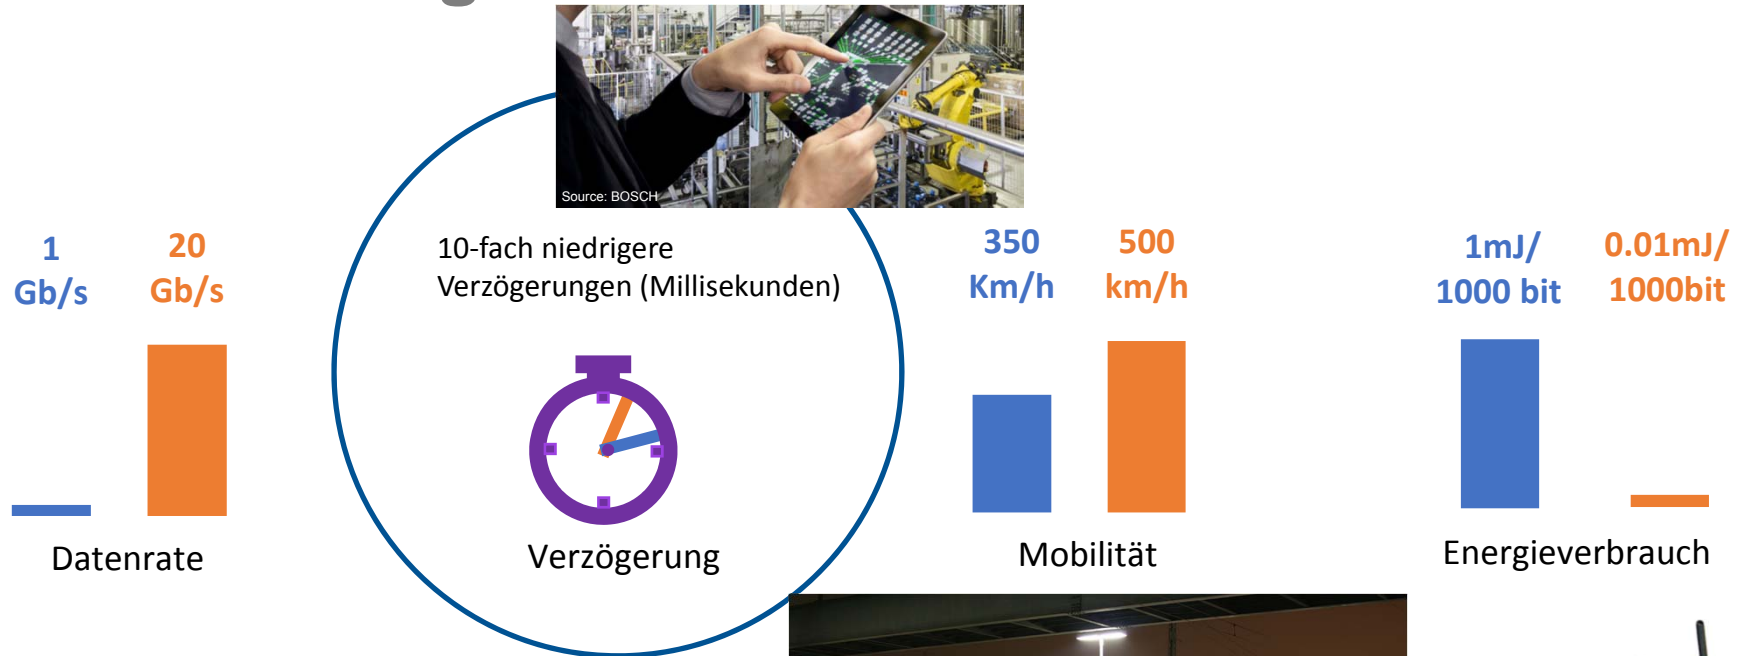 Source: BOSCH
1
Gb/s
20
Gb/s
10-fach niedrigere
Verzögerungen (Millisekunden)
350
Km/h
500
km/h
1mJ/
1000 bit
0.01mJ/
1000bit
Datenrate
Verzögerung
Mobilität
Energieverbrauch